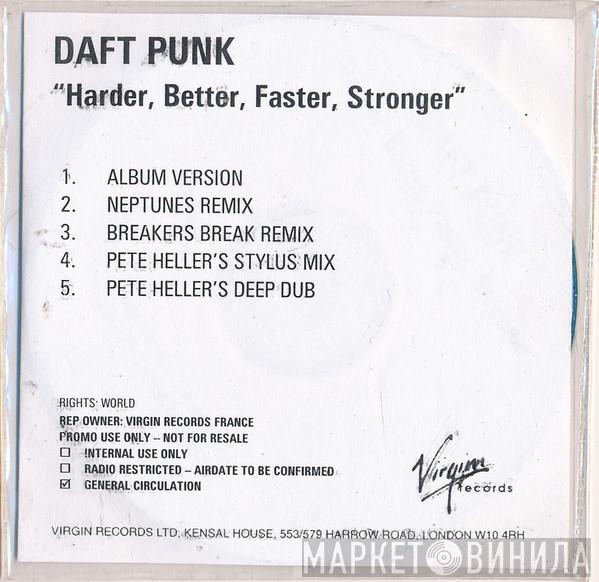 DAFT PUNK
"Harder, Better, Faster, Stronger"
1. ALBUM VERSION
2. NEPTUNES REMIX
3. BREAKERS BREAK REMIX
4. PETE HELLER'S STYLUS MIX
5. PETE HELLER'S DEEP DUB
RIGHTS: WORLD
REP OWNER: VIRGIN RECORDS FRANCE
PROMO USE ONLY – NOT FOR RESALE
☐ INTERNAL USE ONLY
☐ RADIO RESTRICTED – AIRDATE TO BE CONFIRMED
☑ GENERAL CIRCULATION
Virgin records
VIRGIN RECORDS LTD, KENSAL HOUSE, 553/579 HARROW ROAD, LONDON W10 4RH
МАРКЕТ ВИНИЛА